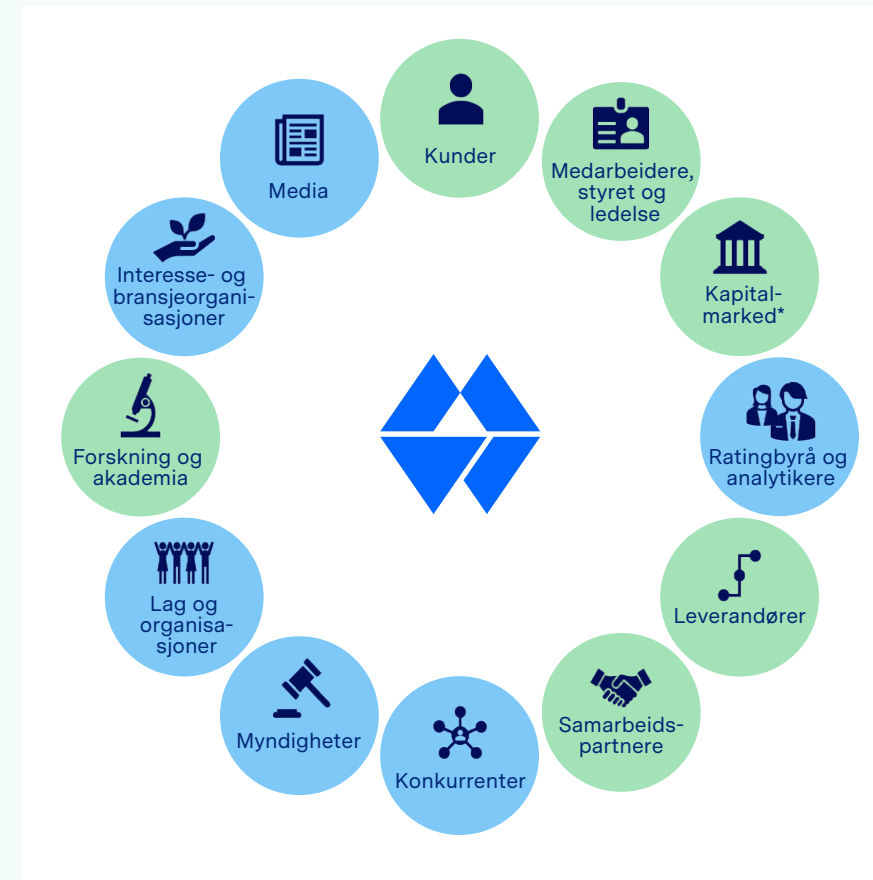 Kunder
Medarbeidere,
styret og
ledelse
Kapital-
marked*
Ratingbyrå og
analytikere
Leverandører
Samarbeids-
partnere
Konkurrenter
Myndigheter
Lag og
organisa-
sjoner
Forskning og
akademia
Interesse- og
bransjeorgani-
sasjoner
Media